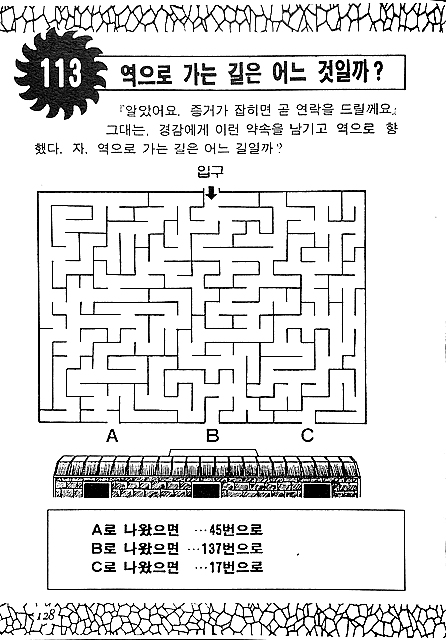 113
역으로 가는 길은 어느 것일까?
『알았어요. 증거가 잡히면 곧 연락을 드릴께요.』
그대는, 경감에게 이런 약속을 남기고 역으로 향
했다. 자, 역으로 가는 길은 어느 길일까?
입구
A B C
A로 나왔으면 …45번으로
B로 나왔으면 …137번으로
C로 나왔으면 …17번으로
128